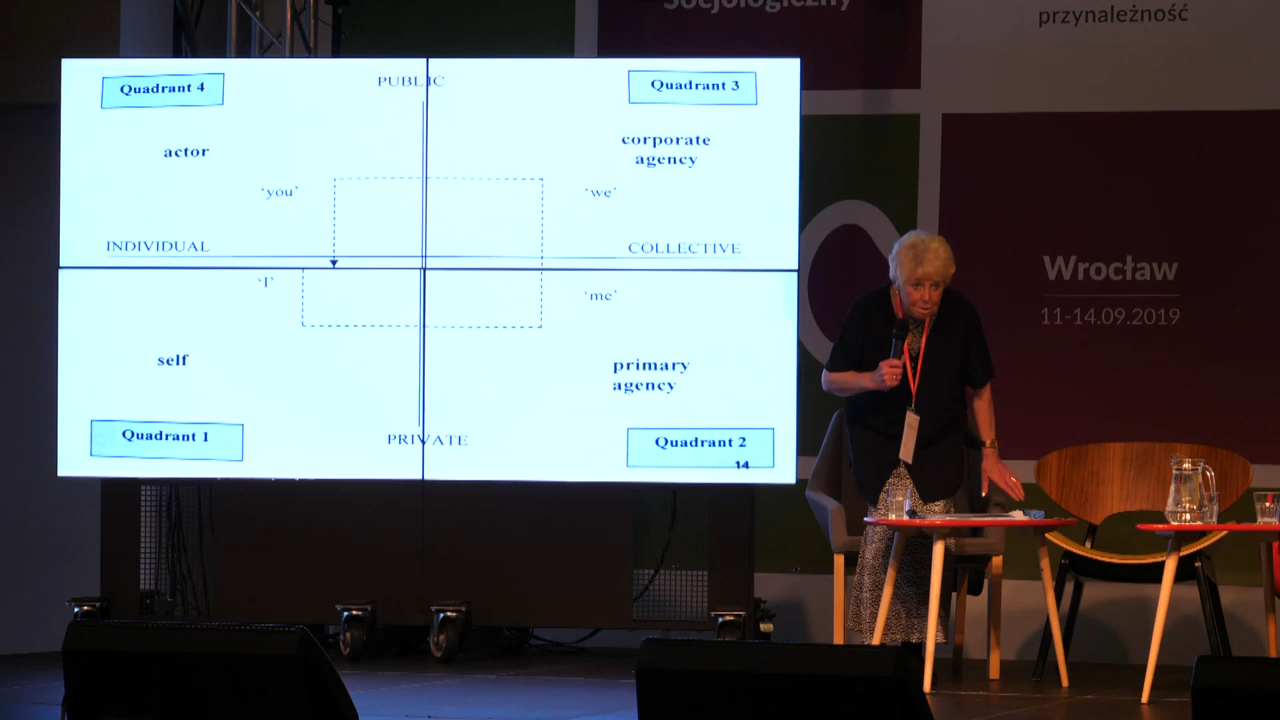 Socjologiczny
przynależność
Quadrant 4
PUBLIC
Quadrant 3
actor
corporate
agency
‘you’
‘we’
INDIVIDUAL
COLLECTIVE
‘I’
‘me’
self
primary
agency
Quadrant 1
PRIVATE
Quadrant 2
14
Wrocław
11-14.09.2019